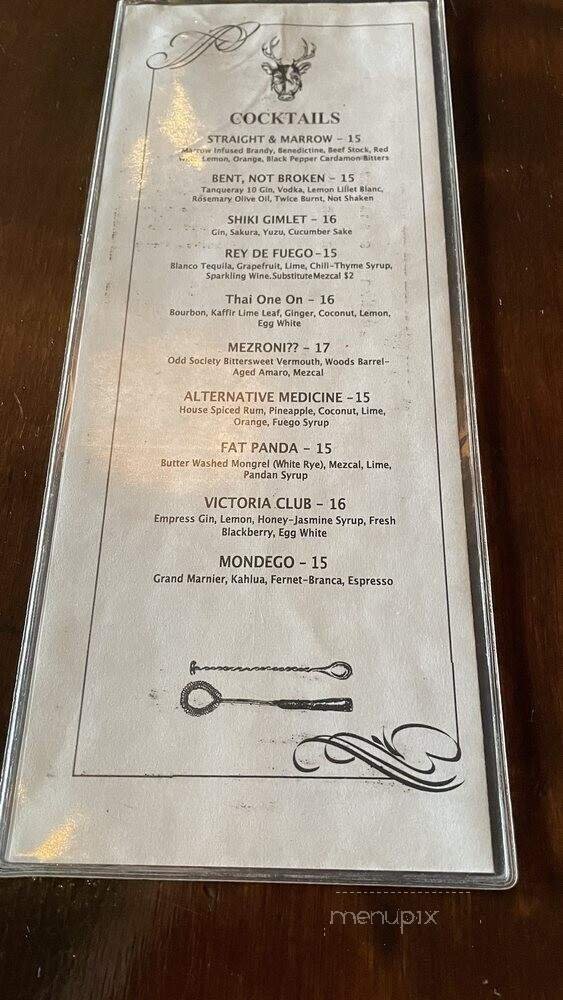 COCKTAILS
STRAIGHT & MARROW - 15
Marrow Infused Brandy, Benedictine, Beef Stock, Red
Lemon, Orange, Black Pepper Cardamon Bitters
BENT, NOT BROKEN - 15
Tanqueray 10 Gin, Vodka, Lemon Lillet Blanc,
Rosemary Olive Oil, Twice Burnt, Not Shaken
SHIKI GIMLET - 16
Gin, Sakura, Yuzu, Cucumber Sake
REY DE FUEGO-15
Blanco Tequila, Grapefruit, Lime, Chili-Thyme Syrup,
Sparkling Wine.Substitute Mezcal $2
Thai One On - 16
Bourbon, Kaffir Lime Leaf, Ginger, Coconut, Lemon,
Egg White
MEZRONI?? - 17
Odd Society Bittersweet Vermouth, Woods Barrel-
Aged Amaro, Mezcal
ALTERNATIVE MEDICINE -15
House Spiced Rum, Pineapple, Coconut, Lime,
Orange, Fuego Syrup
FAT PANDA - 15
Butter Washed Mongrel (White Rye), Mezcal, Lime,
Pandan Syrup
VICTORIA CLUB - 16
Empress Gin, Lemon, Honey-Jasmine Syrup, Fresh
Blackberry, Egg White
MONDEGO - 15
Grand Marnier, Kahlua, Fernet-Branca, Espresso
menupix